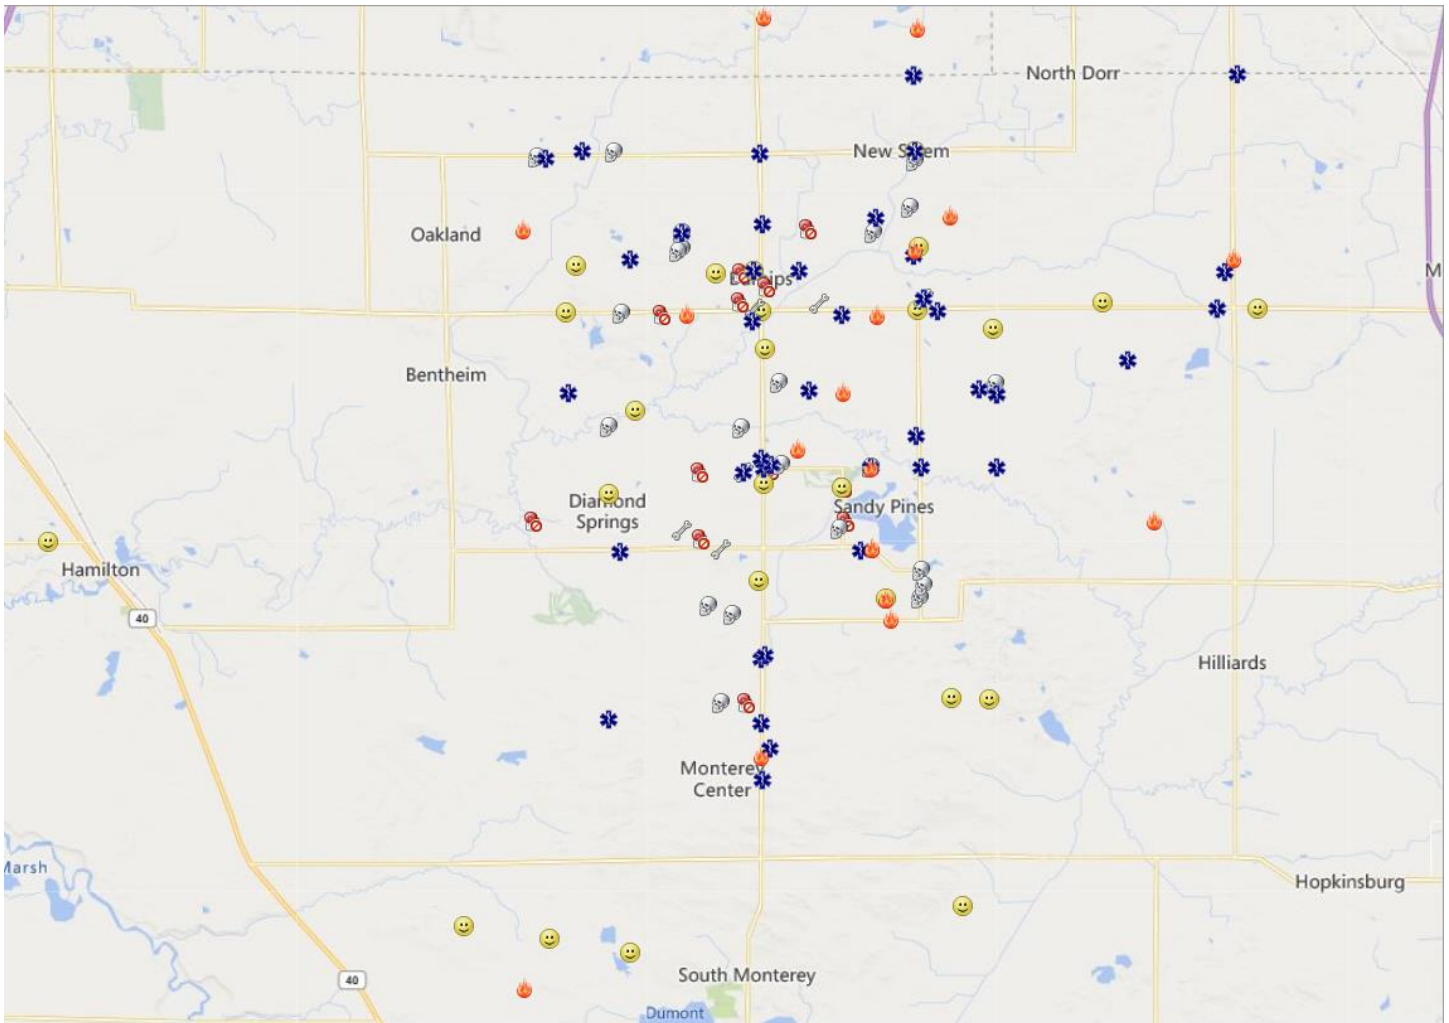 North Dorr
New Salem
Oakland
M
Bentheim
Diamond
Springs
Sandy Pines
Hamilton
40
Hilliards
Monterey
Center
Marsh
Hopkinsburg
40
South Monterey
Dumont